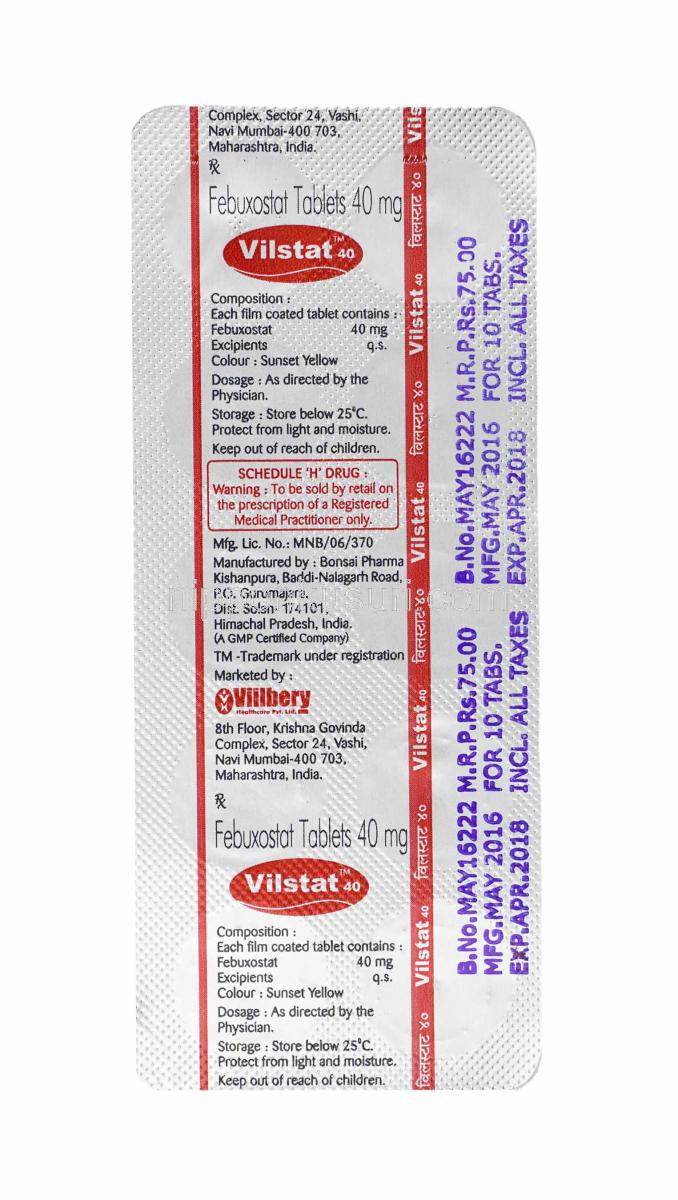 Complex, Sector 24, Vashi,
Navi Mumbai-400 703,
Maharashtra, India.
℞
Febuxostat Tablets 40 mg
Vilstat™ 40
Composition :
Each film coated tablet contains :
Febuxostat 40 mg
Excipients q.s.
Colour : Sunset Yellow
Dosage : As directed by the
Physician.
Storage : Store below 25°C.
Protect from light and moisture.
Keep out of reach of children.
SCHEDULE 'H' DRUG :
Warning : To be sold by retail on
the prescription of a Registered
Medical Practitioner only.
Mfg. Lic. No.: MNB/06/370
Manufactured by : Bonsai Pharma
Kishanpura, Baddi-Nalagarh Road,
P.O. Gurumajara,
Dist. Solan- 174101,
Himachal Pradesh, India.
(A GMP Certified Company)
TM -Trademark under registration
Marketed by :
Villbery
Healthcare Pvt. Ltd.
8th Floor, Krishna Govinda
Complex, Sector 24, Vashi,
Navi Mumbai-400 703,
Maharashtra, India.
℞
Febuxostat Tablets 40 mg
Vilstat™ 40
Composition :
Each film coated tablet contains :
Febuxostat 40 mg
Excipients q.s.
Colour : Sunset Yellow
Dosage : As directed by the
Physician.
Storage : Store below 25°C.
Protect from light and moisture.
Keep out of reach of children.
Vils
विलस्टाट ४०
Vilstat 40
विलस्टाट ४०
Vilstat 40
विलस्टाट ४०
Vilstat 40
विलस्टाट ४०
Vilstat 40
विलस्टाट ४०
B.No.MAY16222 M.R.P.Rs.75.00
MFG.MAY 2016 FOR 10 TABS.
EXP.APR.2018 INCL. ALL TAXES
B.No.MAY16222 M.R.P.Rs.75.00
MFG.MAY 2016 FOR 10 TABS.
EXP.APR.2018 INCL. ALL TAXES